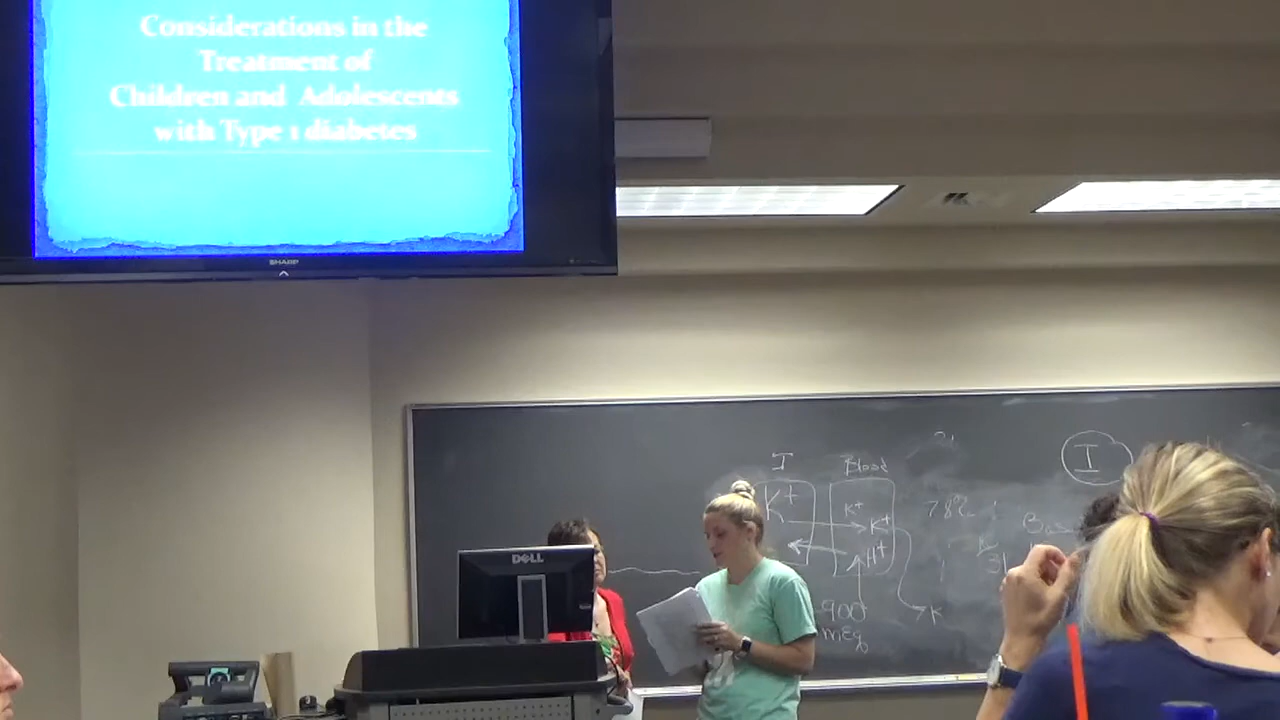 Considerations in the
Treatment of
Children and Adolescents
with Type 1 diabetes
SHARP
DELL
I
Blood
I
K+
K+
K+
H+
900
mEq
K